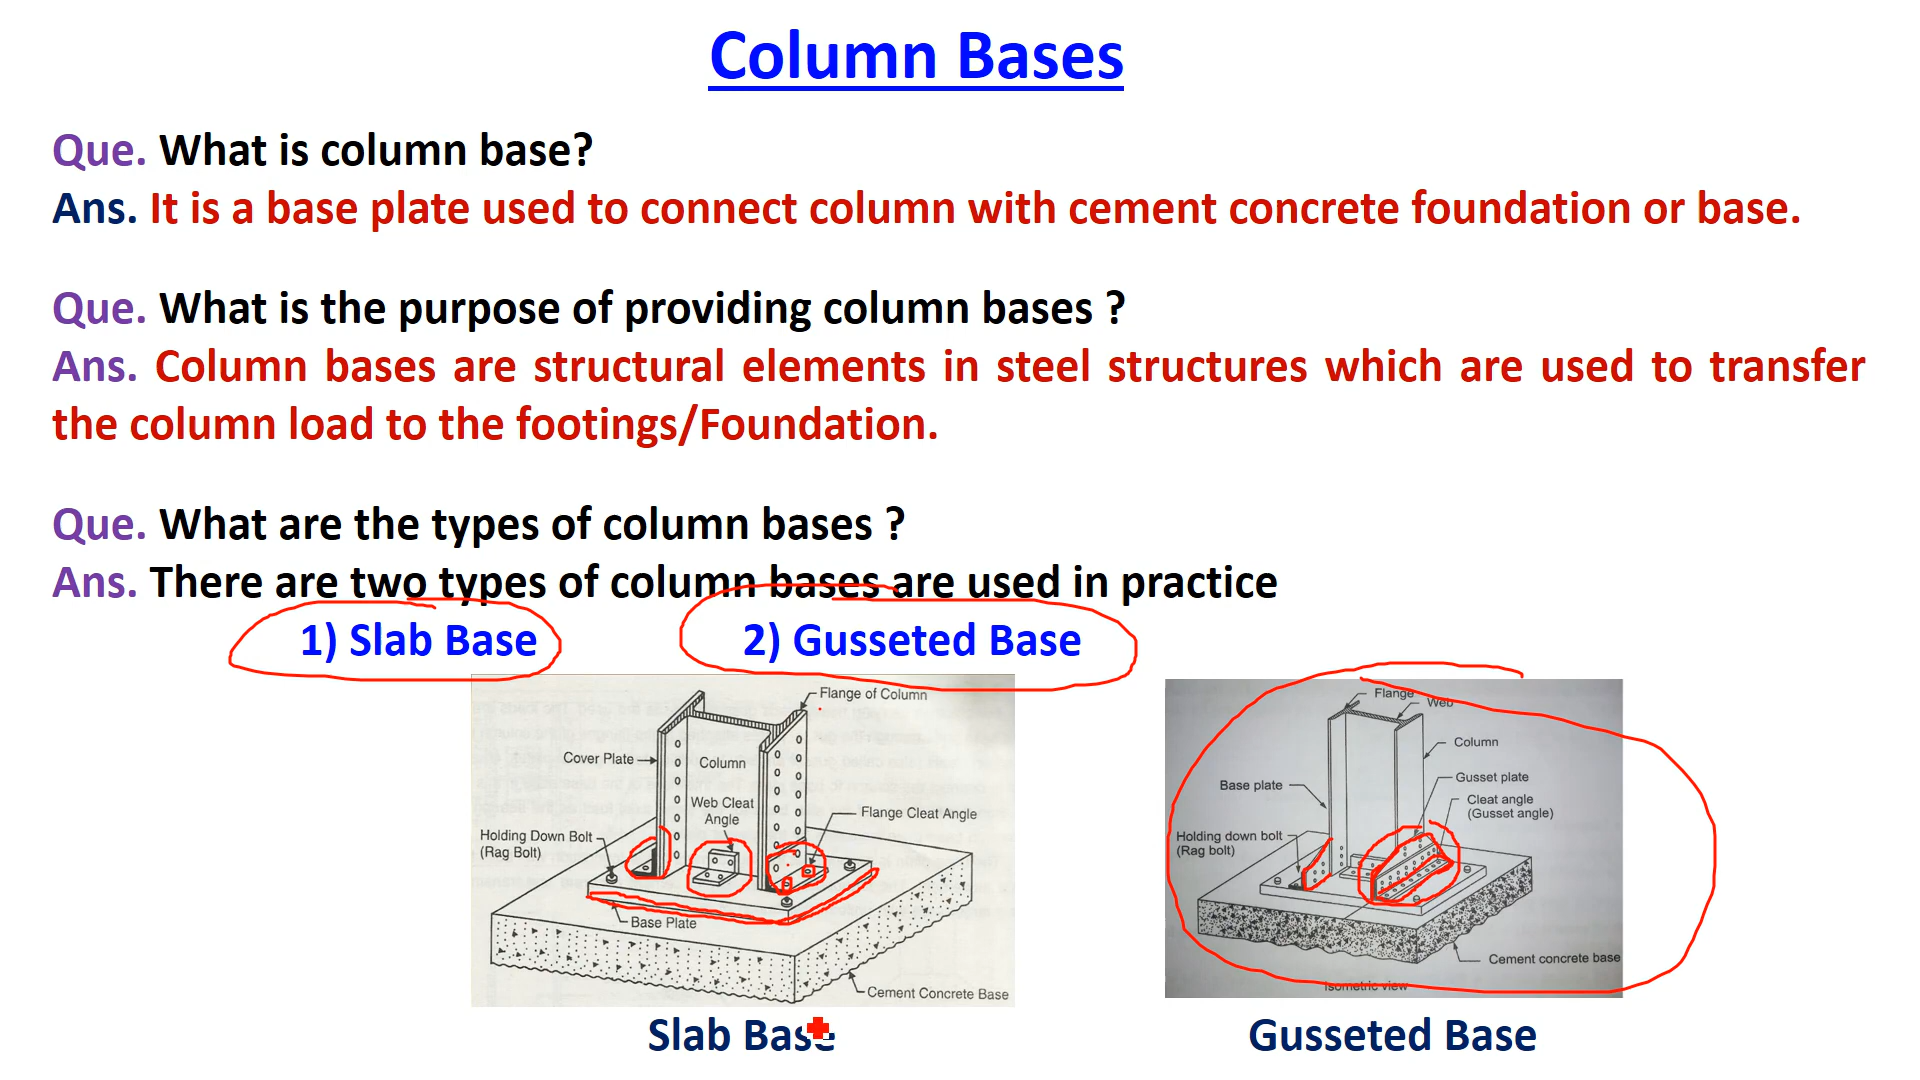 Column Bases
Que. What is column base?
Ans. It is a base plate used to connect column with cement concrete foundation or base.
Que. What is the purpose of providing column bases ?
Ans. Column bases are structural elements in steel structures which are used to transfer
the column load to the footings/Foundation.
Que. What are the types of column bases ?
Ans. There are two types of column bases are used in practice
1) Slab Base 2) Gusseted Base
Flange of Column
Cover Plate
Column
Web Cleat
Angle
Flange Cleat Angle
Holding Down Bolt
(Rag Bolt)
Base Plate
Cement Concrete Base
Slab Base
Flange
Web
Column
Gusset plate
Base plate
Cleat angle
(Gusset angle)
Holding down bolt
(Rag bolt)
Cement concrete base
Isometric view
Gusseted Base